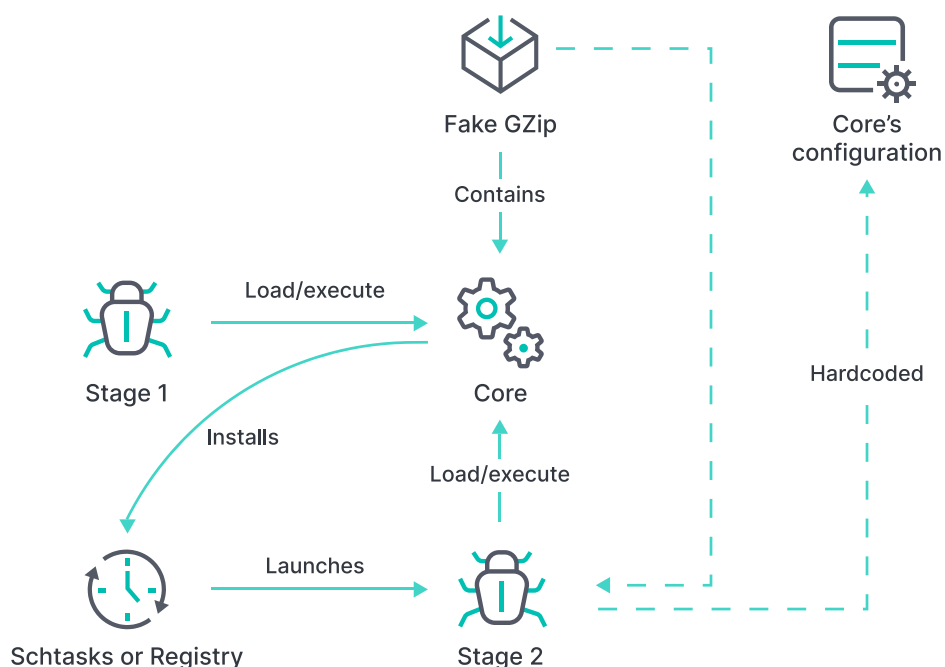 Fake GZip
Core’s
configuration
Contains
Load/execute
Stage 1
Core
Hardcoded
Installs
Load/execute
Launches
Schtasks or Registry
Stage 2